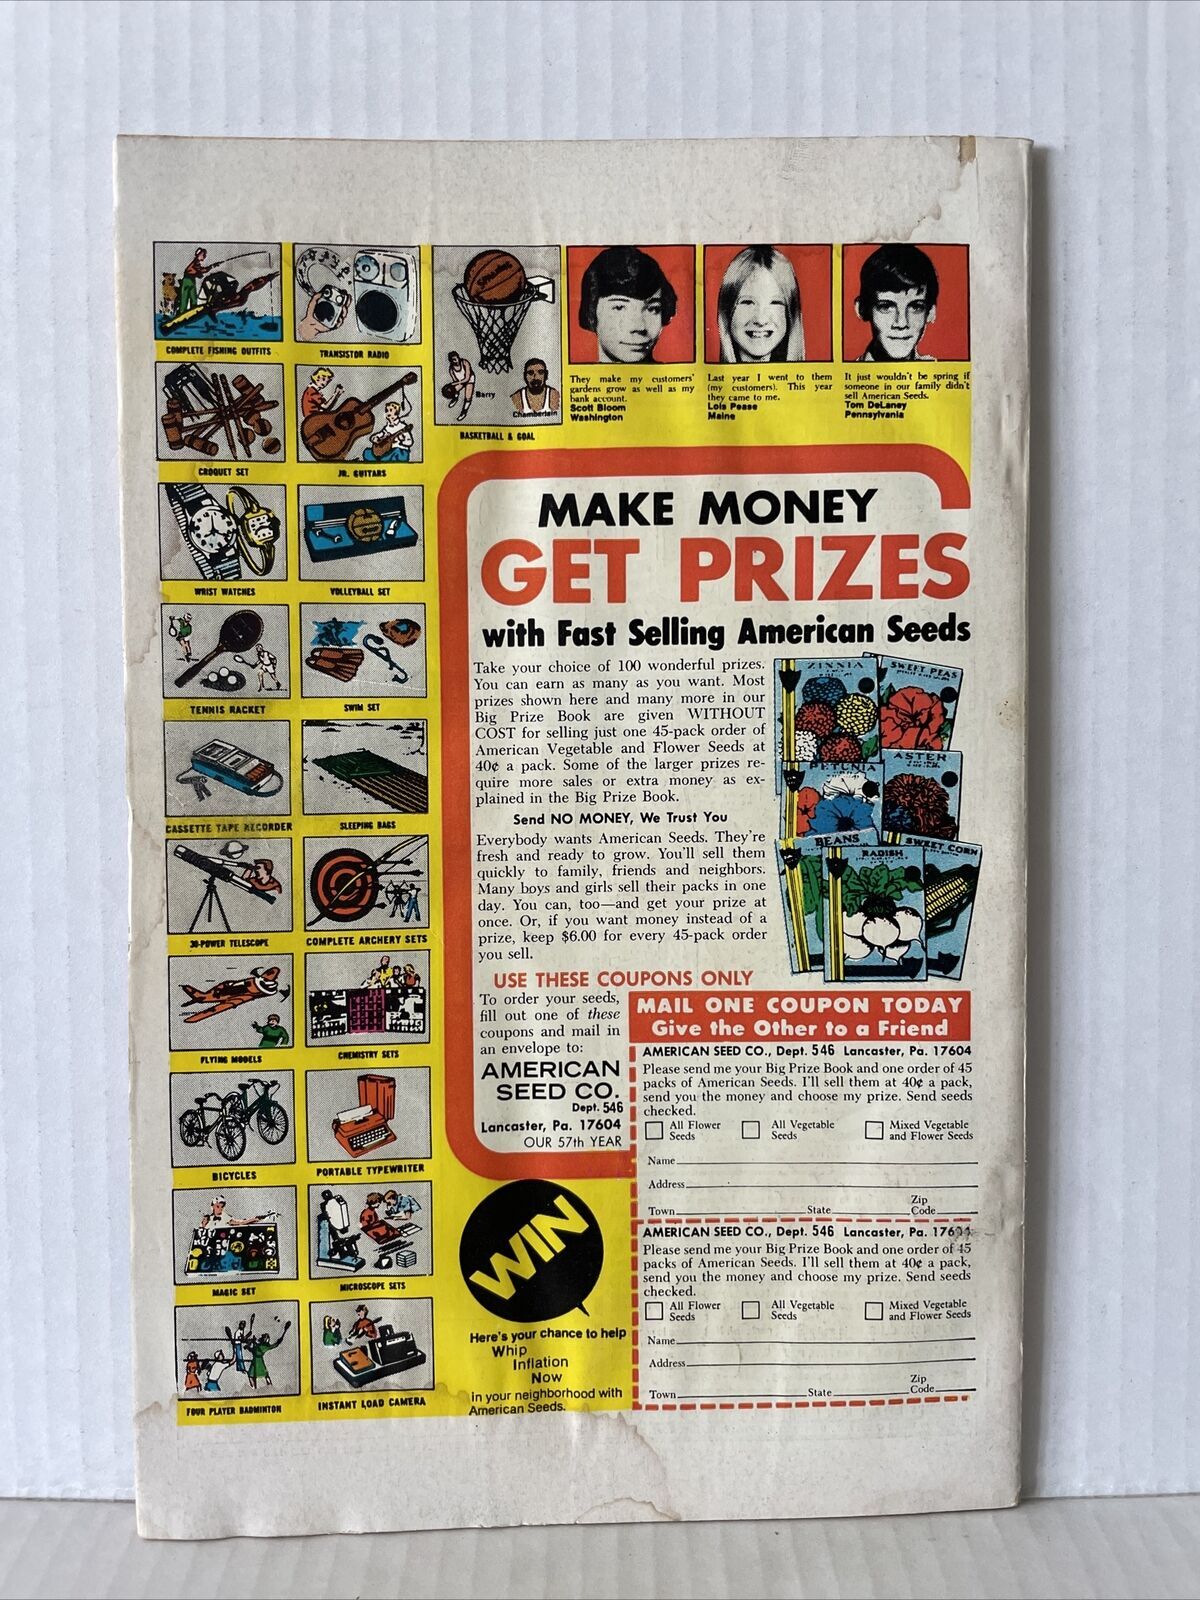 COMPLETE FISHING OUTFITS
TRANSISTOR RADIO
SPALDING
Barry
Chamberlain
BASKETBALL & GOAL
They make my customers'
gardens grow as well as my
bank account.
Scott Bloom
Washington
Last year I went to them
(my customers). This year
they came to me.
Lois Pease
Maine
It just wouldn't be spring if
someone in our family didn't
sell American Seeds.
Tom DeLaney
Pennsylvania
CROQUET SET
JR. GUITARS
WRIST WATCHES
VOLLEYBALL SET
TENNIS RACKET
SWIM SET
CASSETTE TAPE RECORDER
SLEEPING BAGS
30-POWER TELESCOPE
COMPLETE ARCHERY SETS
FLYING MODELS
CHEMISTRY SETS
BICYCLES
PORTABLE TYPEWRITER
MAGIC SET
MICROSCOPE SETS
FOUR PLAYER BADMINTON
INSTANT LOAD CAMERA
MAKE MONEY
GET PRIZES
with Fast Selling American Seeds
Take your choice of 100 wonderful prizes.
You can earn as many as you want. Most
prizes shown here and many more in our
Big Prize Book are given WITHOUT
COST for selling just one 45-pack order of
American Vegetable and Flower Seeds at
40¢ a pack. Some of the larger prizes re-
quire more sales or extra money as ex-
plained in the Big Prize Book.
Send NO MONEY, We Trust You
Everybody wants American Seeds. They're
fresh and ready to grow. You'll sell them
quickly to family, friends and neighbors.
Many boys and girls sell their packs in one
day. You can, too—and get your prize at
once. Or, if you want money instead of a
prize, keep $6.00 for every 45-pack order
you sell.
ZINNIA
SWEET PEAS
PETUNIA
ASTER
BEANS
RADISH
SWEET CORN
USE THESE COUPONS ONLY
To order your seeds,
fill out one of these
coupons and mail in
an envelope to:
AMERICAN
SEED CO.
Dept. 546
Lancaster, Pa. 17604
OUR 57th YEAR
MAIL ONE COUPON TODAY
Give the Other to a Friend
AMERICAN SEED CO., Dept. 546 Lancaster, Pa. 17604
Please send me your Big Prize Book and one order of 45
packs of American Seeds. I'll sell them at 40¢ a pack,
send you the money and choose my prize. Send seeds
checked.
All Flower
Seeds
All Vegetable
Seeds
Mixed Vegetable
and Flower Seeds
Name
Address
Town State Zip
Code
AMERICAN SEED CO., Dept. 546 Lancaster, Pa. 17604
Please send me your Big Prize Book and one order of 45
packs of American Seeds. I'll sell them at 40¢ a pack,
send you the money and choose my prize. Send seeds
checked.
All Flower
Seeds
All Vegetable
Seeds
Mixed Vegetable
and Flower Seeds
Name
Address
Town State Zip
Code
WIN
Here's your chance to help
Whip
Inflation
Now
in your neighborhood with
American Seeds.